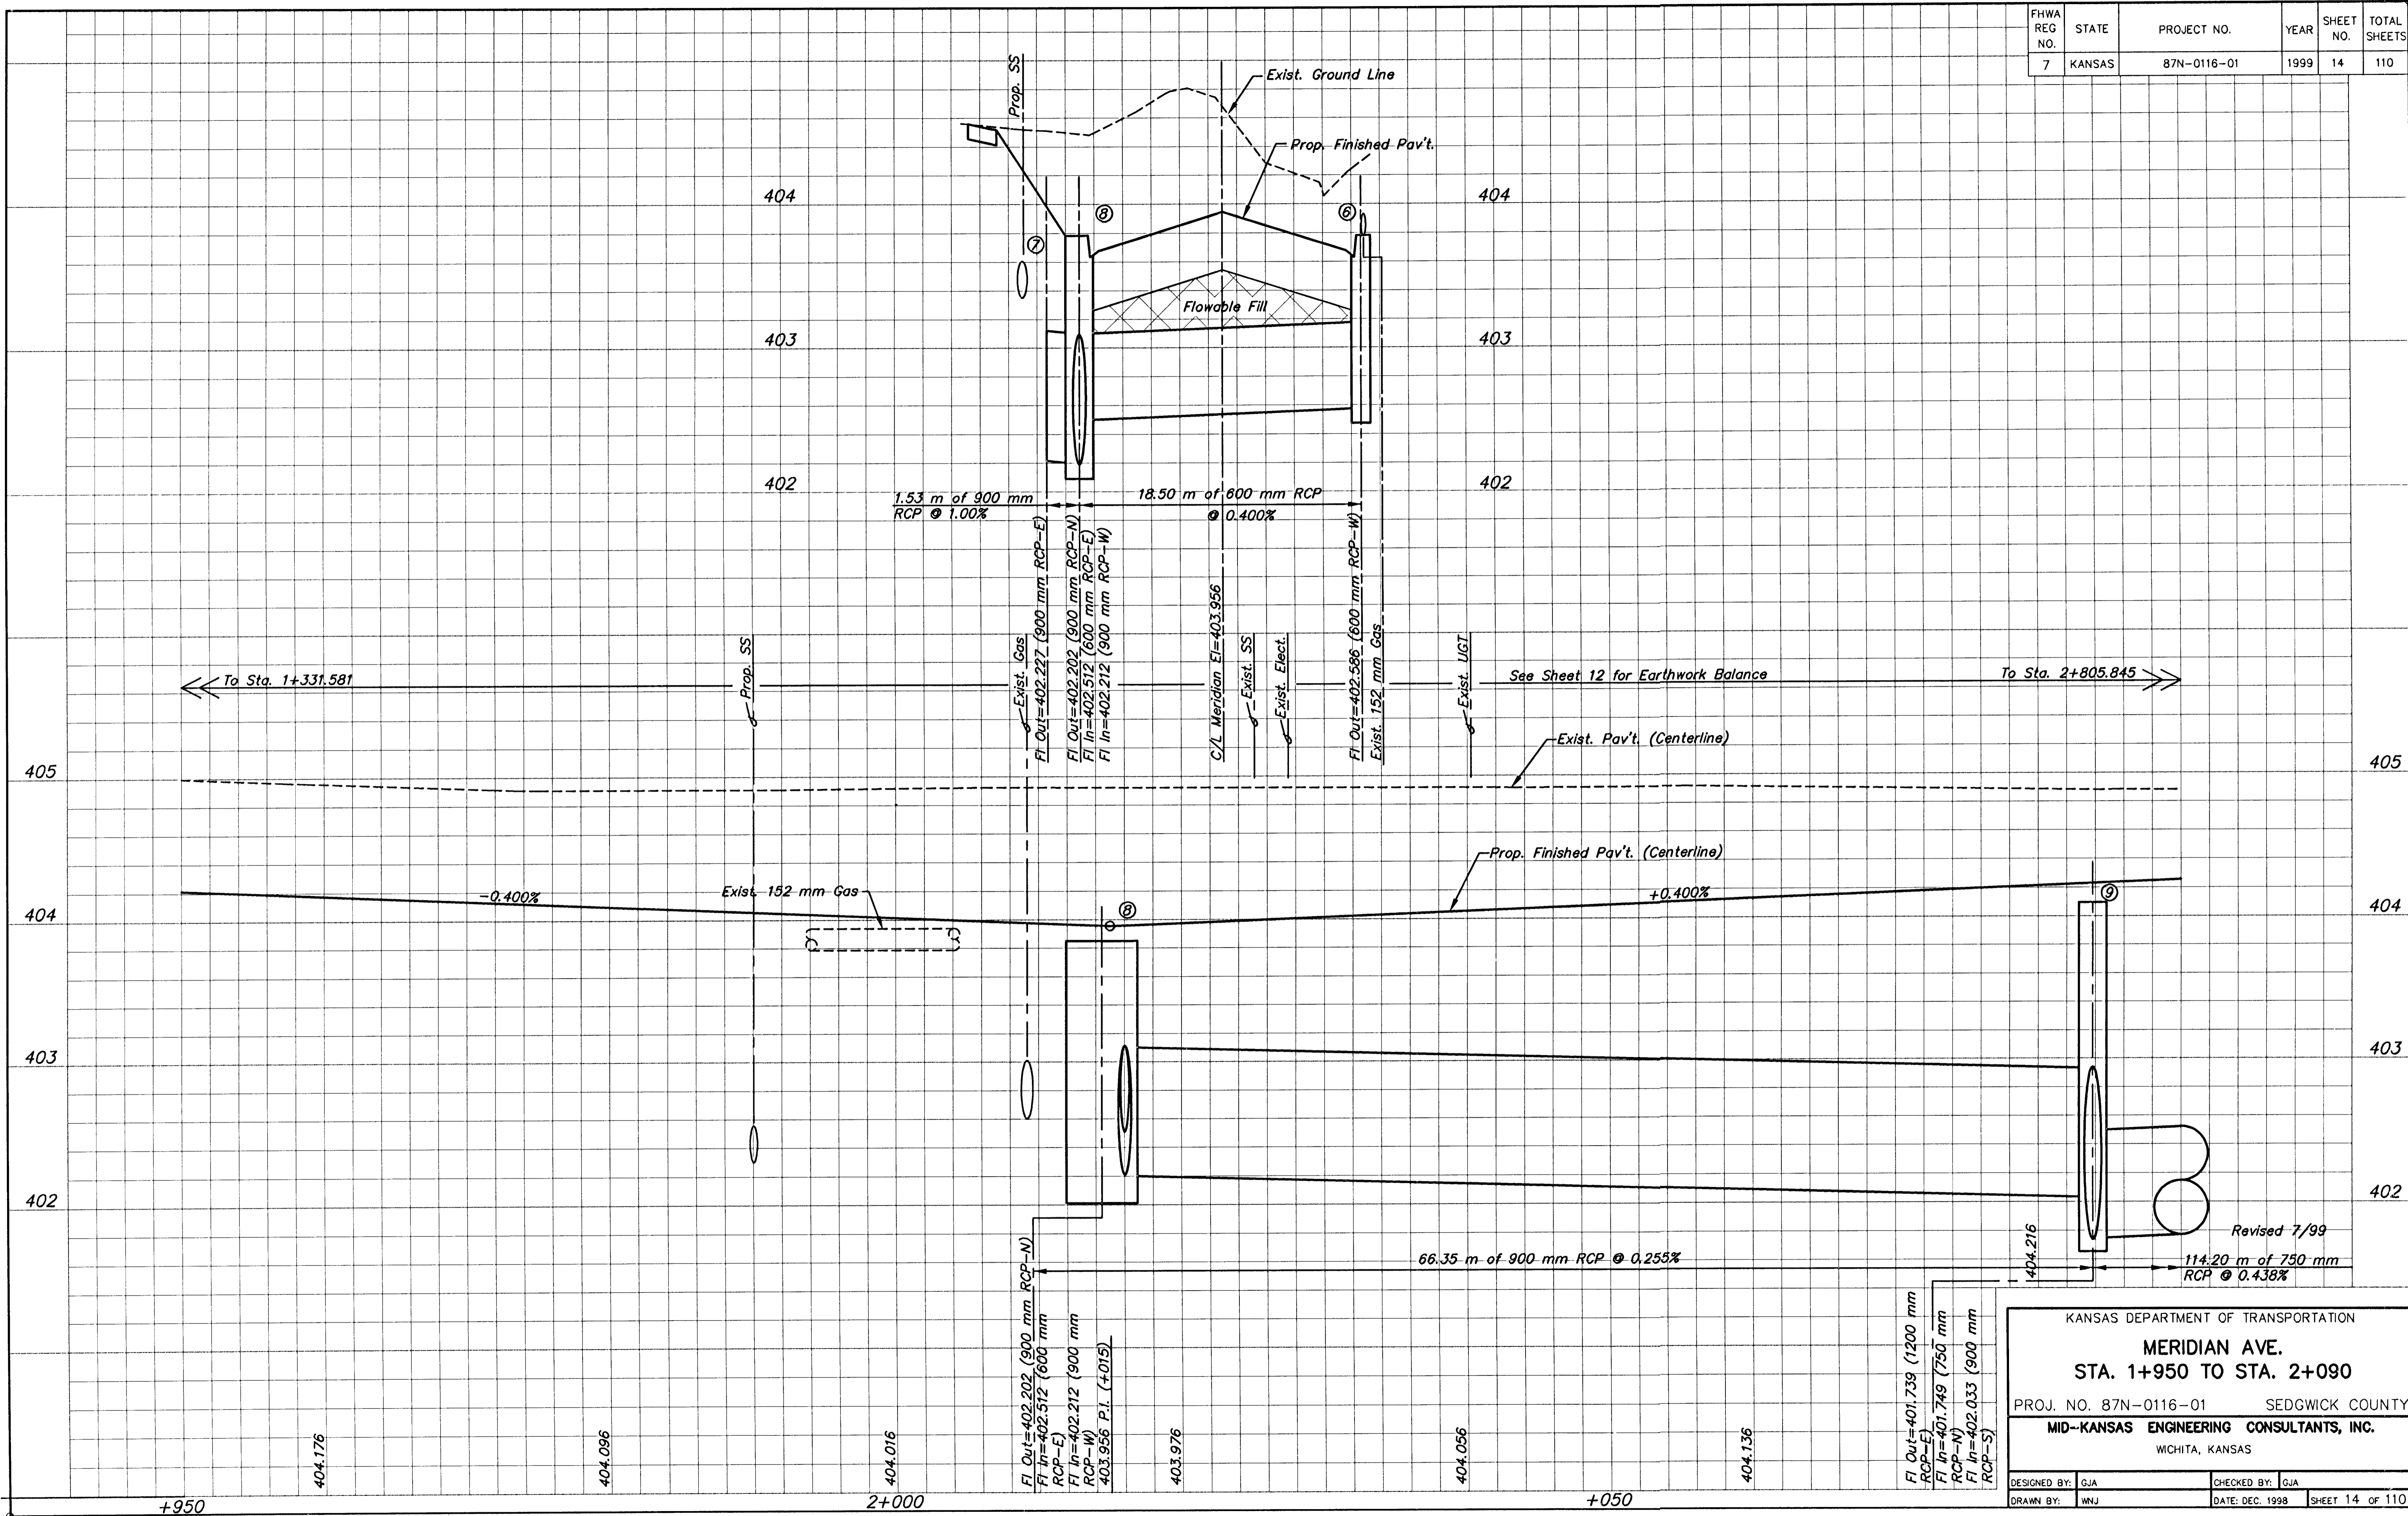 FHWA REG NO. STATE PROJECT NO. YEAR SHEET NO. TOTAL SHEETS
7 KANSAS 87N-0116-01 1999 14 110
Prop. SS
Exist. Ground Line
Prop. Finished Pav't.
404
404
⑧
⑥
⑦
Flowable Fill
403
403
402
402
1.53 m of 900 mm
RCP @ 1.00%
18.50 m of 600 mm RCP
@ 0.400%
Fl Out=402.227 (900 mm RCP-E)
Fl Out=402.202 (900 mm RCP-N)
Fl In=402.512 (600 mm RCP-E)
Fl In=402.212 (900 mm RCP-W)
C/L Meridian El=403.956
Exist. SS
Exist. Elect.
Fl Out=402.586 (600 mm RCP-W)
Exist. 152 mm Gas
Exist. UGT
Prop. SS
Exist. Gas
To Sta. 1+331.581
See Sheet 12 for Earthwork Balance
To Sta. 2+805.845
Exist. Pav't. (Centerline)
405
405
Prop. Finished Pav't. (Centerline)
-0.400%
Exist. 152 mm Gas
+0.400%
⑧
⑨
404
404
403
403
402
402
Revised 7/99
66.35 m of 900 mm RCP @ 0.255%
114.20 m of 750 mm
RCP @ 0.438%
404.176
404.096
404.016
Fl Out=402.202 (900 mm RCP-N)
Fl In=402.512 (600 mm
RCP-E)
Fl In=402.212 (900 mm
RCP-W)
403.956 P.I. (+015)
403.976
404.056
404.136
Fl Out=401.739 (1200 mm
RCP-E)
Fl In=401.749 (750 mm
RCP-N)
Fl In=402.033 (900 mm
RCP-S)
404.216
+950
2+000
+050
KANSAS DEPARTMENT OF TRANSPORTATION
MERIDIAN AVE.
STA. 1+950 TO STA. 2+090
PROJ. NO. 87N-0116-01 SEDGWICK COUNTY
MID-KANSAS ENGINEERING CONSULTANTS, INC.
WICHITA, KANSAS
DESIGNED BY: GJA CHECKED BY: GJA
DRAWN BY: WNJ DATE: DEC. 1998 SHEET 14 OF 110